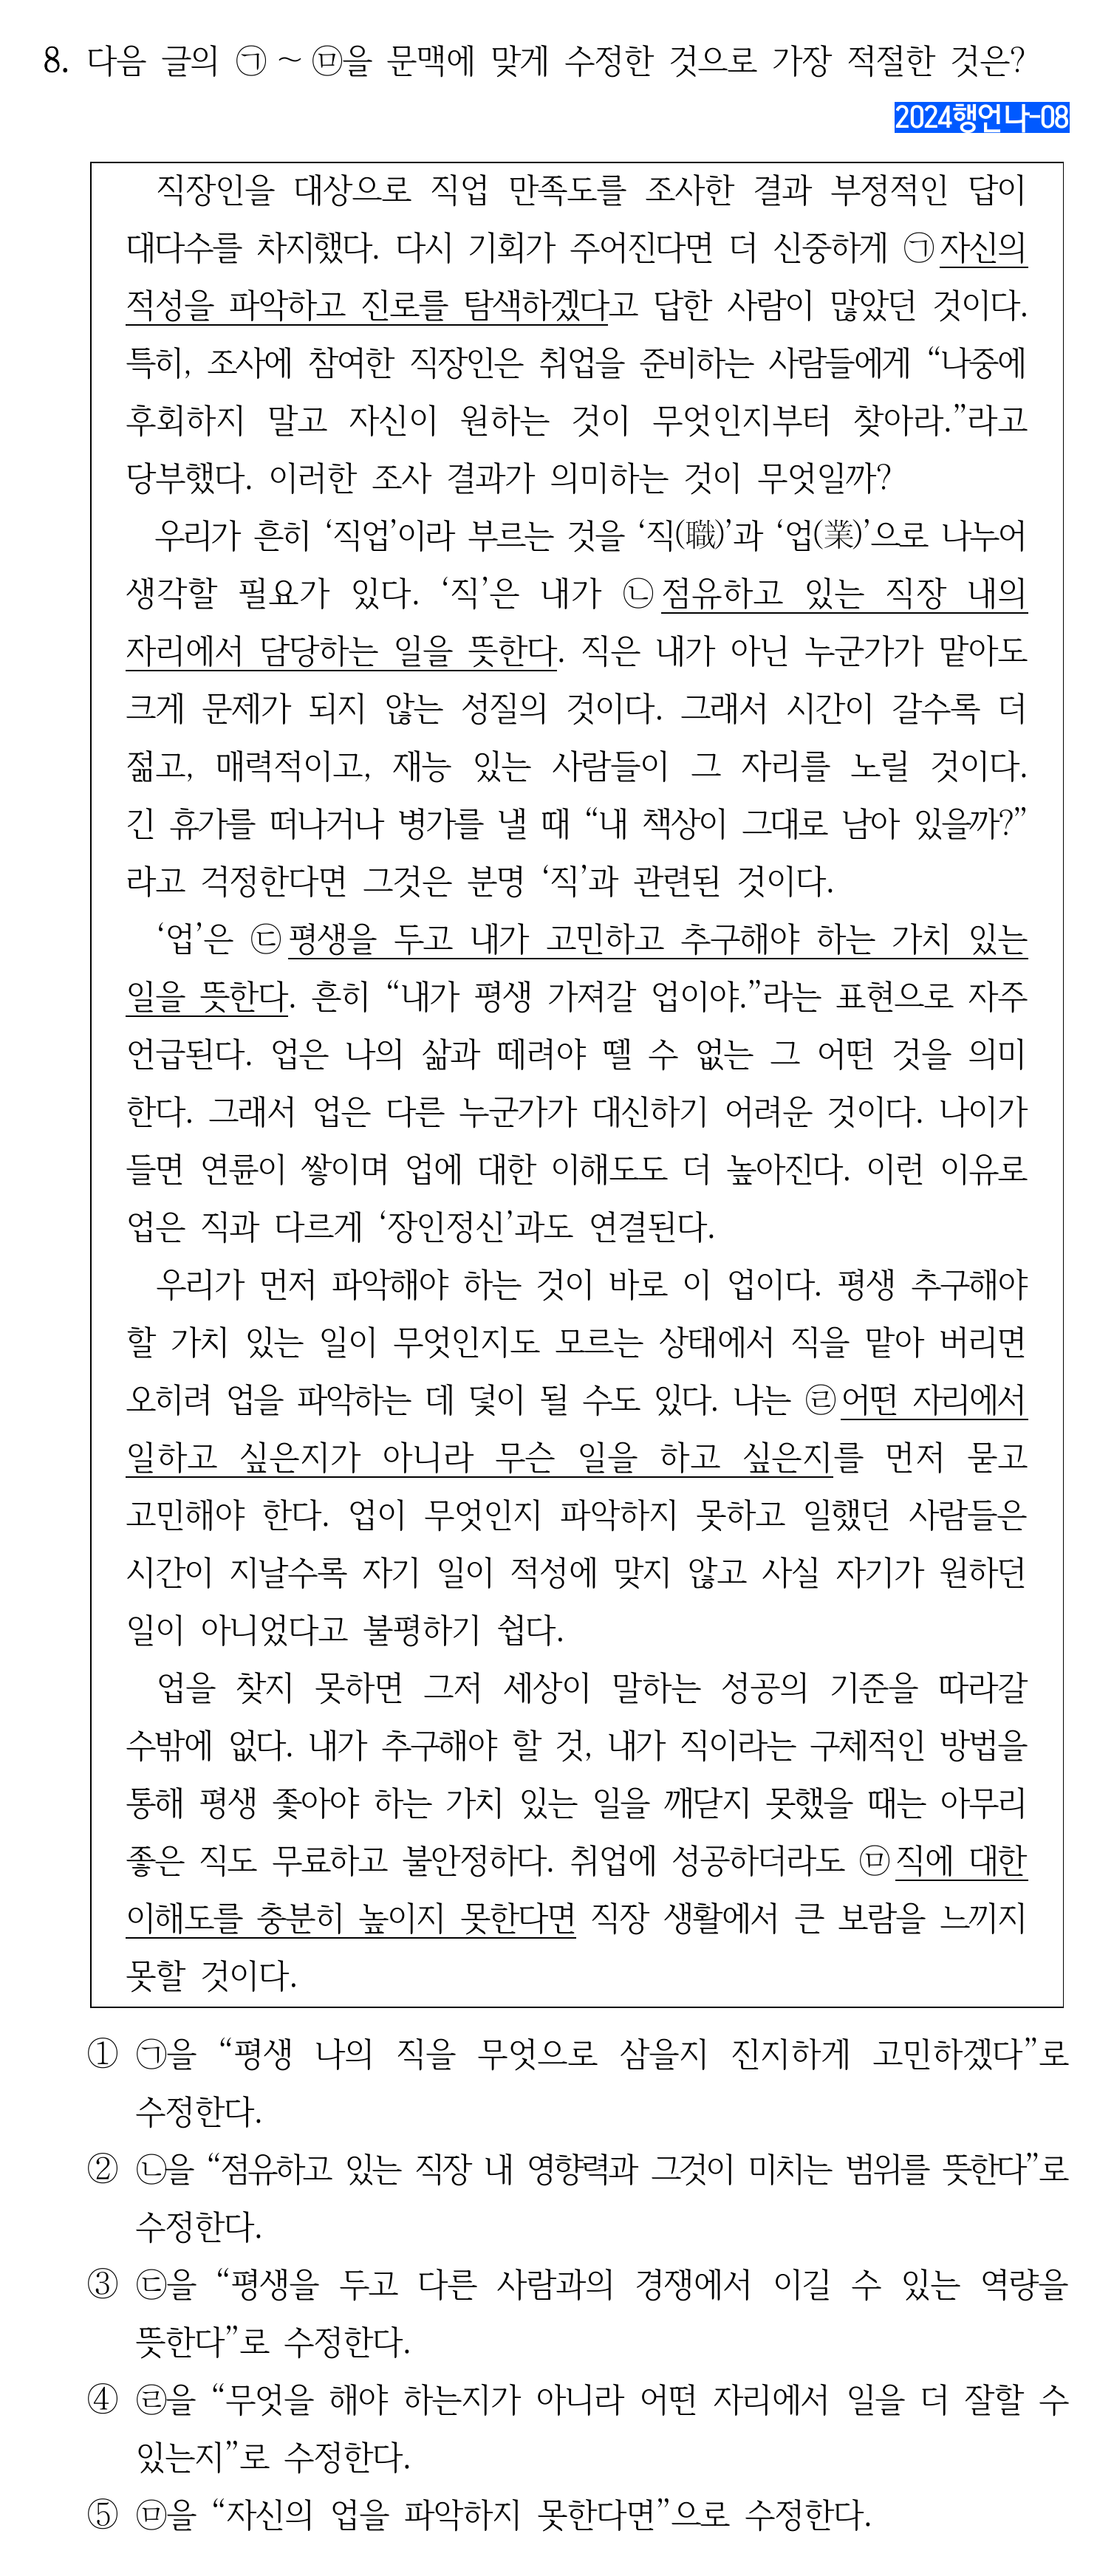 8. 다음 글의 ㉠ ~ ㉤을 문맥에 맞게 수정한 것으로 가장 적절한 것은?
2024행언나-08
직장인을 대상으로 직업 만족도를 조사한 결과 부정적인 답이
대다수를 차지했다. 다시 기회가 주어진다면 더 신중하게 ㉠자신의
적성을 파악하고 진로를 탐색하겠다고 답한 사람이 많았던 것이다.
특히, 조사에 참여한 직장인은 취업을 준비하는 사람들에게 “나중에
후회하지 말고 자신이 원하는 것이 무엇인지부터 찾아라.”라고
당부했다. 이러한 조사 결과가 의미하는 것이 무엇일까?
우리가 흔히 ‘직업’이라 부르는 것을 ‘직(職)’과 ‘업(業)’으로 나누어
생각할 필요가 있다. ‘직’은 내가 ㉡점유하고 있는 직장 내의
자리에서 담당하는 일을 뜻한다. 직은 내가 아닌 누군가가 맡아도
크게 문제가 되지 않는 성질의 것이다. 그래서 시간이 갈수록 더
젊고, 매력적이고, 재능 있는 사람들이 그 자리를 노릴 것이다.
긴 휴가를 떠나거나 병가를 낼 때 “내 책상이 그대로 남아 있을까?”
라고 걱정한다면 그것은 분명 ‘직’과 관련된 것이다.
‘업’은 ㉢평생을 두고 내가 고민하고 추구해야 하는 가치 있는
일을 뜻한다. 흔히 “내가 평생 가져갈 업이야.”라는 표현으로 자주
언급된다. 업은 나의 삶과 떼려야 뗄 수 없는 그 어떤 것을 의미
한다. 그래서 업은 다른 누군가가 대신하기 어려운 것이다. 나이가
들면 연륜이 쌓이며 업에 대한 이해도도 더 높아진다. 이런 이유로
업은 직과 다르게 ‘장인정신’과도 연결된다.
우리가 먼저 파악해야 하는 것이 바로 이 업이다. 평생 추구해야
할 가치 있는 일이 무엇인지도 모르는 상태에서 직을 맡아 버리면
오히려 업을 파악하는 데 덫이 될 수도 있다. 나는 ㉣어떤 자리에서
일하고 싶은지가 아니라 무슨 일을 하고 싶은지를 먼저 묻고
고민해야 한다. 업이 무엇인지 파악하지 못하고 일했던 사람들은
시간이 지날수록 자기 일이 적성에 맞지 않고 사실 자기가 원하던
일이 아니었다고 불평하기 쉽다.
업을 찾지 못하면 그저 세상이 말하는 성공의 기준을 따라갈
수밖에 없다. 내가 추구해야 할 것, 내가 직이라는 구체적인 방법을
통해 평생 좇아야 하는 가치 있는 일을 깨닫지 못했을 때는 아무리
좋은 직도 무료하고 불안정하다. 취업에 성공하더라도 ㉤직에 대한
이해도를 충분히 높이지 못한다면 직장 생활에서 큰 보람을 느끼지
못할 것이다.
① ㉠을 “평생 나의 직을 무엇으로 삼을지 진지하게 고민하겠다”로
수정한다.
② ㉡을 “점유하고 있는 직장 내 영향력과 그것이 미치는 범위를 뜻한다”로
수정한다.
③ ㉢을 “평생을 두고 다른 사람과의 경쟁에서 이길 수 있는 역량을
뜻한다”로 수정한다.
④ ㉣을 “무엇을 해야 하는지가 아니라 어떤 자리에서 일을 더 잘할 수
있는지”로 수정한다.
⑤ ㉤을 “자신의 업을 파악하지 못한다면”으로 수정한다.